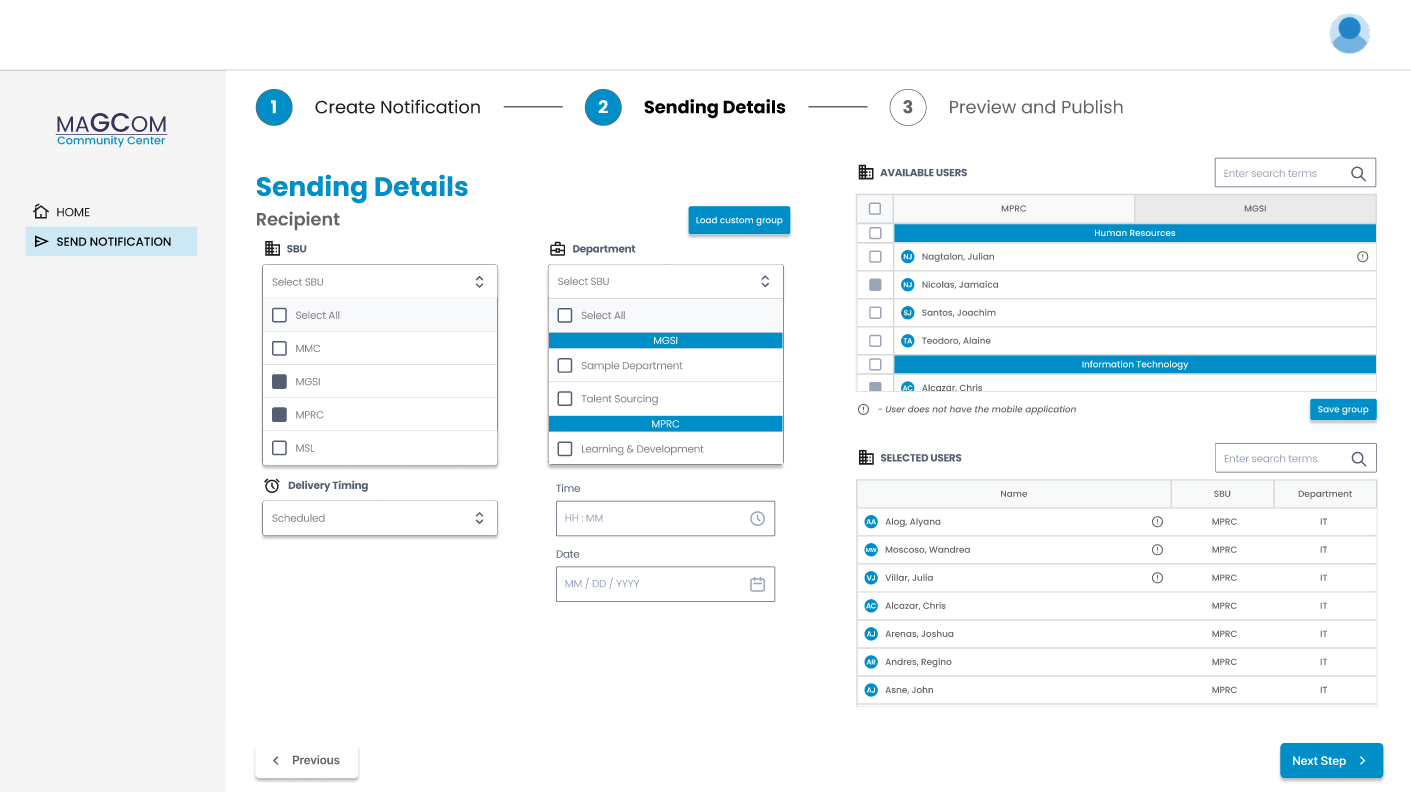 MAGCOM
Community Center
HOME
SEND NOTIFICATION
1 Create Notification
2 Sending Details
3 Preview and Publish
Sending Details
Recipient
Load custom group
SBU
Select SBU
Select All
MMC
MGSI
MPRC
MSL
Delivery Timing
Scheduled
Department
Select SBU
Select All
MGSI
Sample Department
Talent Sourcing
MPRC
Learning & Development
Time
HH : MM
Date
MM / DD / YYYY
AVAILABLE USERS
Enter search terms
MPRC MGSI
Human Resources
NJ Nagtalon, Julian
NJ Nicolas, Jamaica
SJ Santos, Joachim
TA Teodoro, Alaine
Information Technology
AC Alcazar, Chris
- User does not have the mobile application
Save group
SELECTED USERS
Enter search terms
Name SBU Department
AA Alog, Alyana MPRC IT
MW Moscoso, Wandrea MPRC IT
VJ Villar, Julia MPRC IT
AC Alcazar, Chris MPRC IT
AJ Arenas, Joshua MPRC IT
AR Andres, Regino MPRC IT
AJ Asne, John MPRC IT
Previous
Next Step